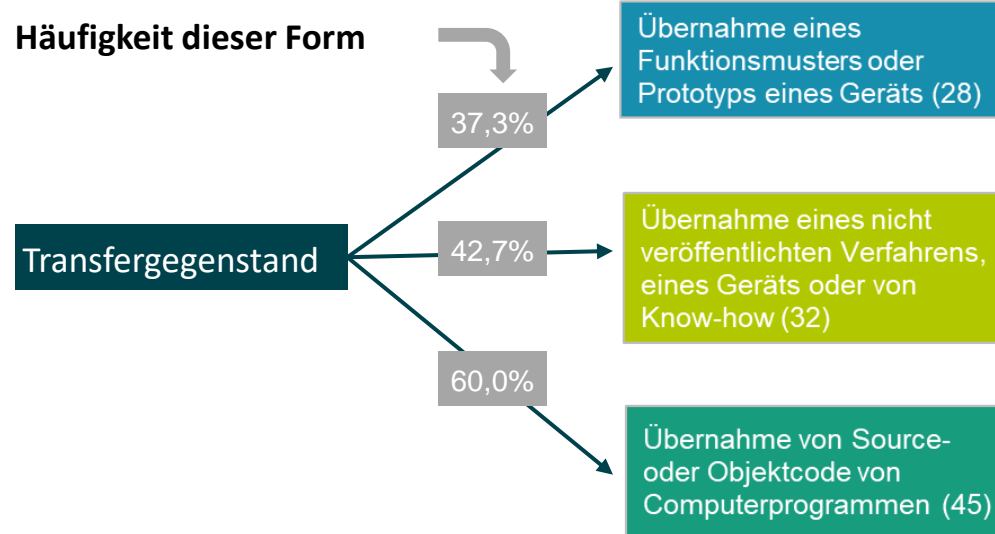 Häufigkeit dieser Form
Übernahme eines
Funktionsmusters oder
Prototyps eines Geräts (28)
37,3%
Transfergegenstand
42,7%
Übernahme eines nicht
veröffentlichten Verfahrens,
eines Geräts oder von
Know-how (32)
60,0%
Übernahme von Source-
oder Objektcode von
Computerprogrammen (45)